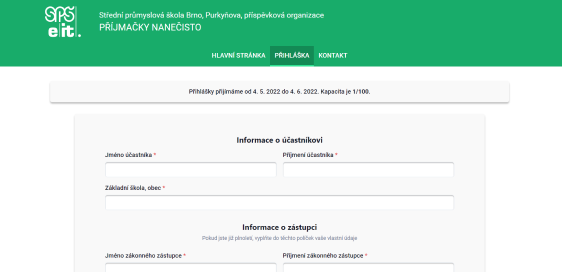 SPŠ
e|it.
Střední průmyslová škola Brno, Purkyňova, příspěvková organizace
PŘIJÍMAČKY NANEČISTO
HLAVNÍ STRÁNKA PŘIHLÁŠKA KONTAKT
Přihlášky přijímáme od 4. 5. 2022 do 4. 6. 2022. Kapacita je 1/100.
Informace o účastníkovi
Jméno účastníka * Příjmení účastníka *
Základní škola, obec *
Informace o zástupci
Pokud jste již plnoletí, vyplňte do těchto políček vaše vlastní údaje
Jméno zákonného zástupce * Příjmení zákonného zástupce *